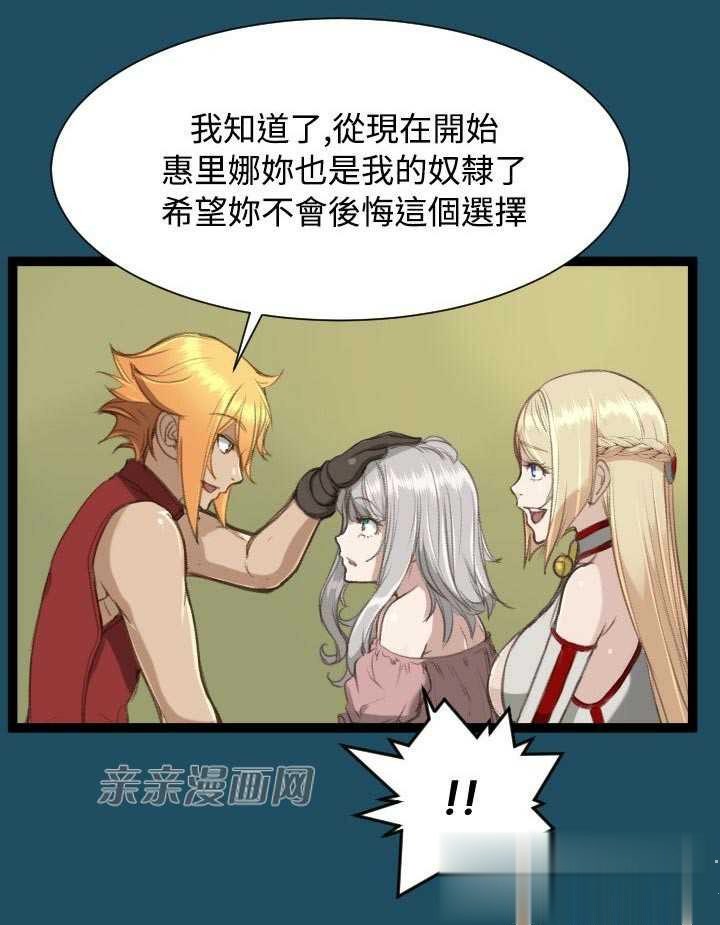 我知道了,從現在開始
惠里娜妳也是我的奴隸了
希望妳不會後悔這個選擇
亲亲漫画网
!!